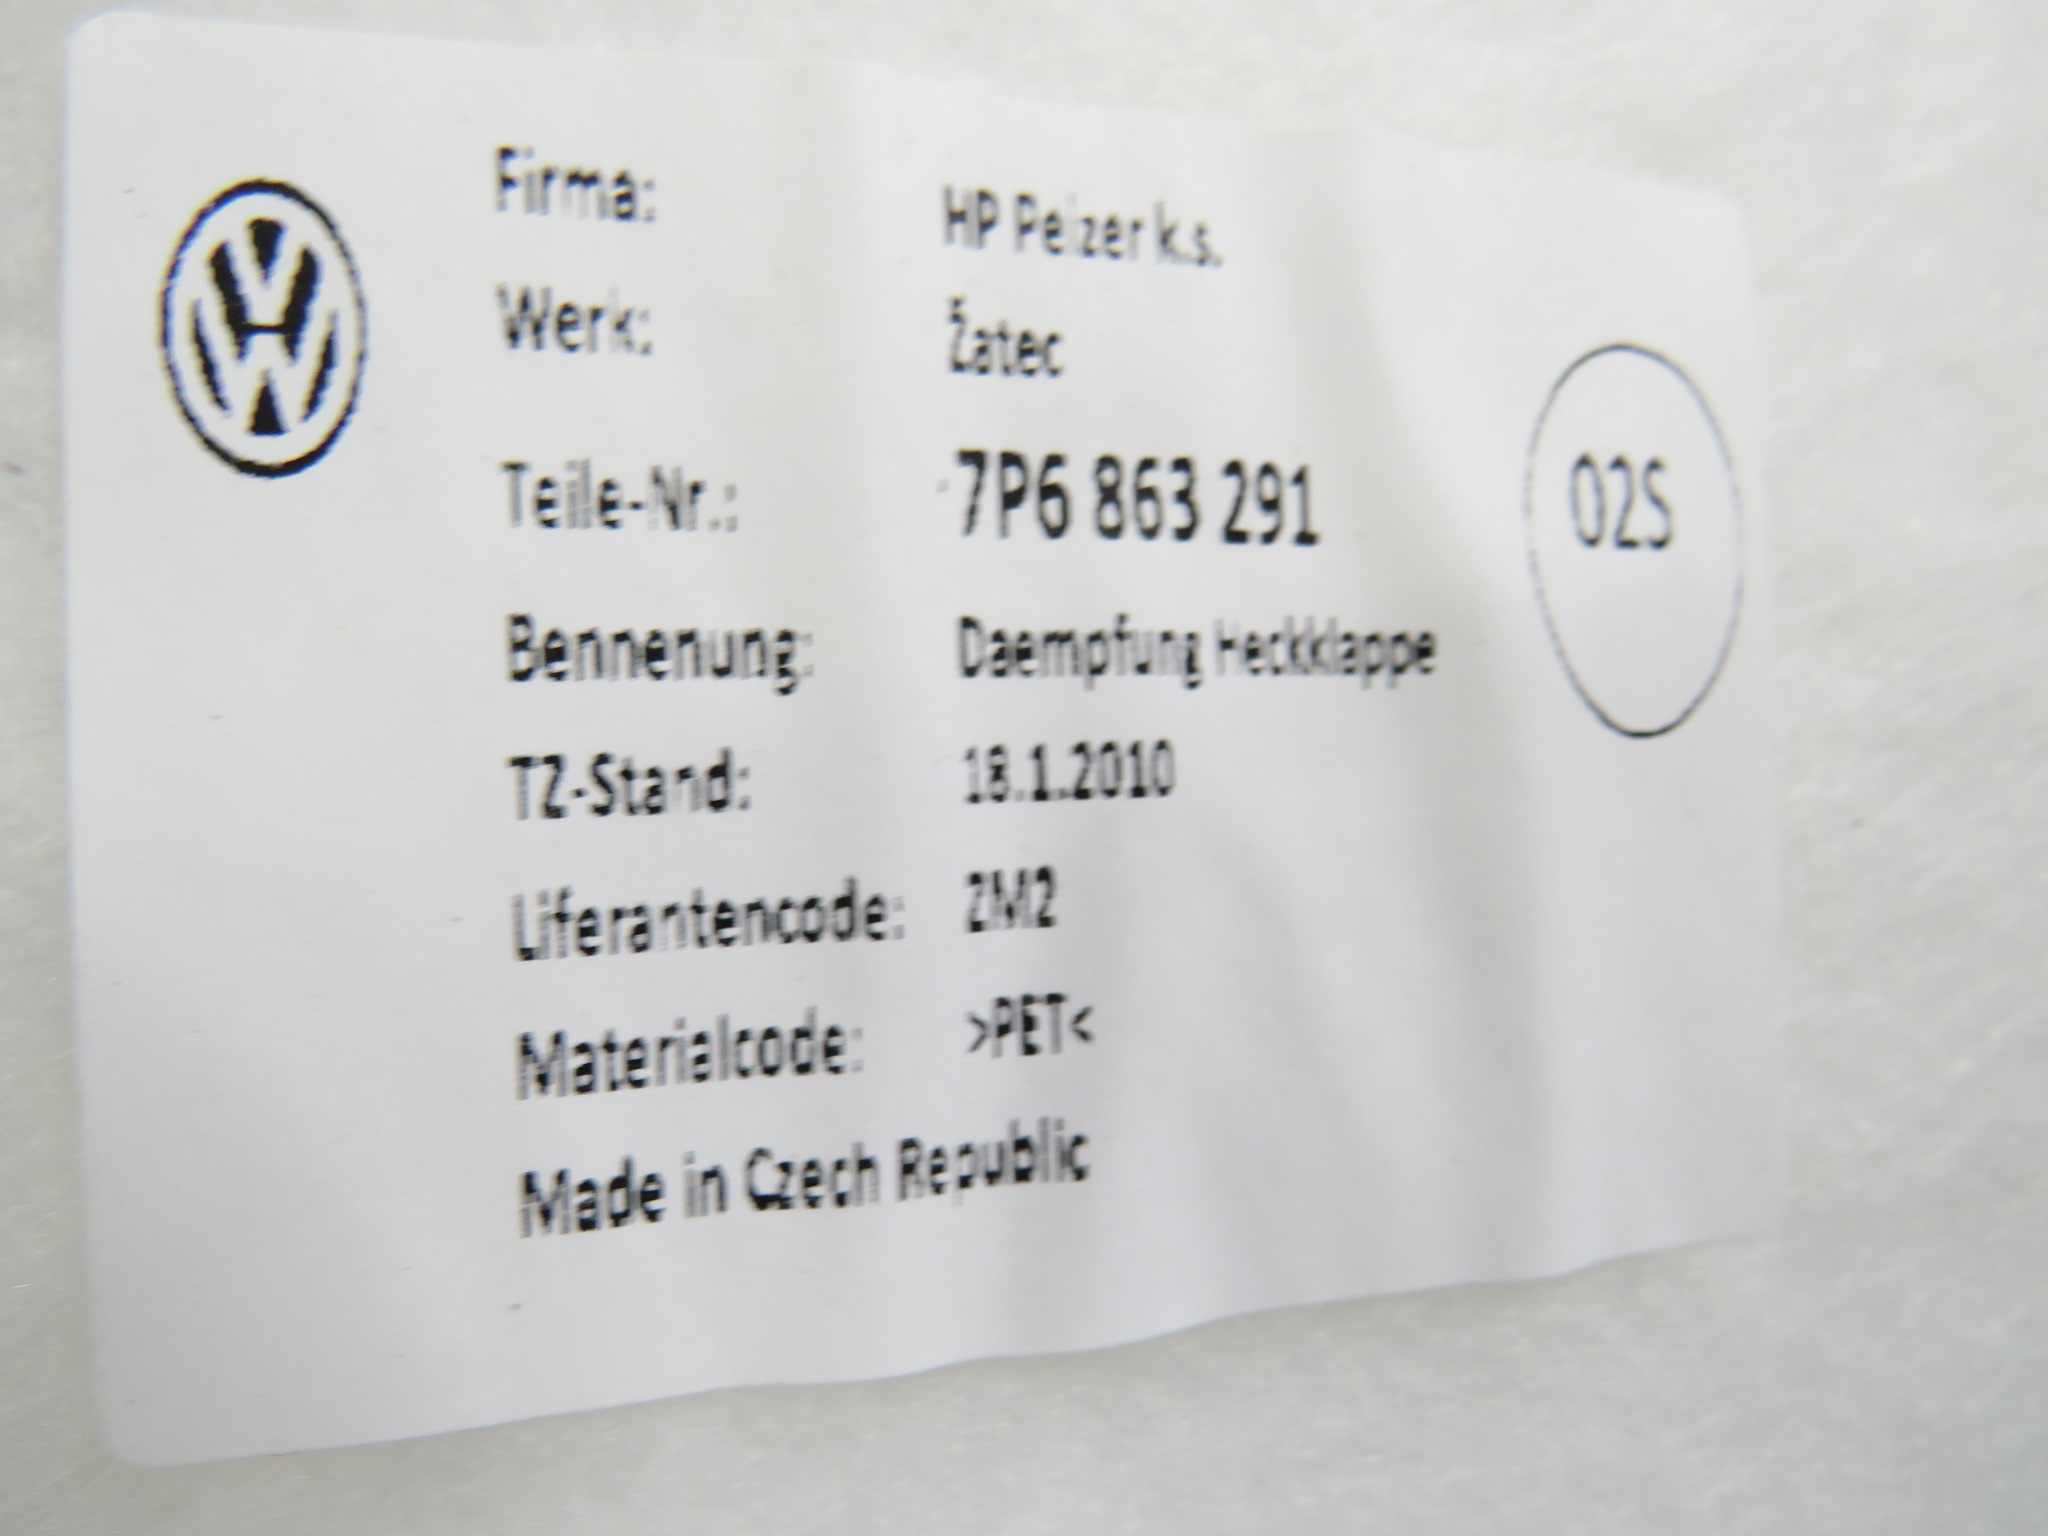 Firma: HP Pelzer k.s.
Werk: Žatec
Teile-Nr.: 7P6 863 291
02S
Bennenung: Daempfung Heckklappe
TZ-Stand: 18.1.2010
Liferantencode: ZM2
Materialcode: >PET<
Made in Czech Republic